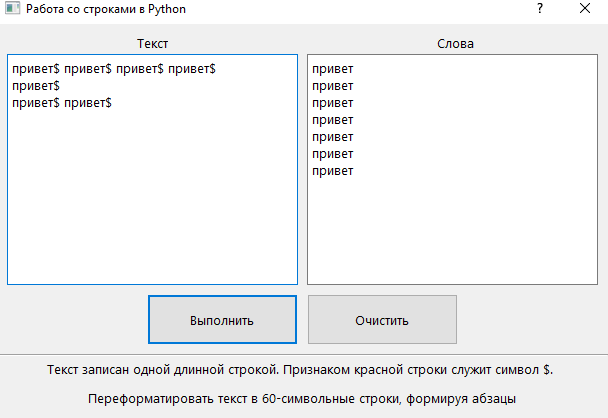 Работа со строками в Python
?
Текст
Слова
привет$ привет$ привет$ привет$
привет$
привет$ привет$
привет
привет
привет
привет
привет
привет
привет
Выполнить
Очистить
Текст записан одной длинной строкой. Признаком красной строки служит символ $.
Переформатировать текст в 60-символьные строки, формируя абзацы